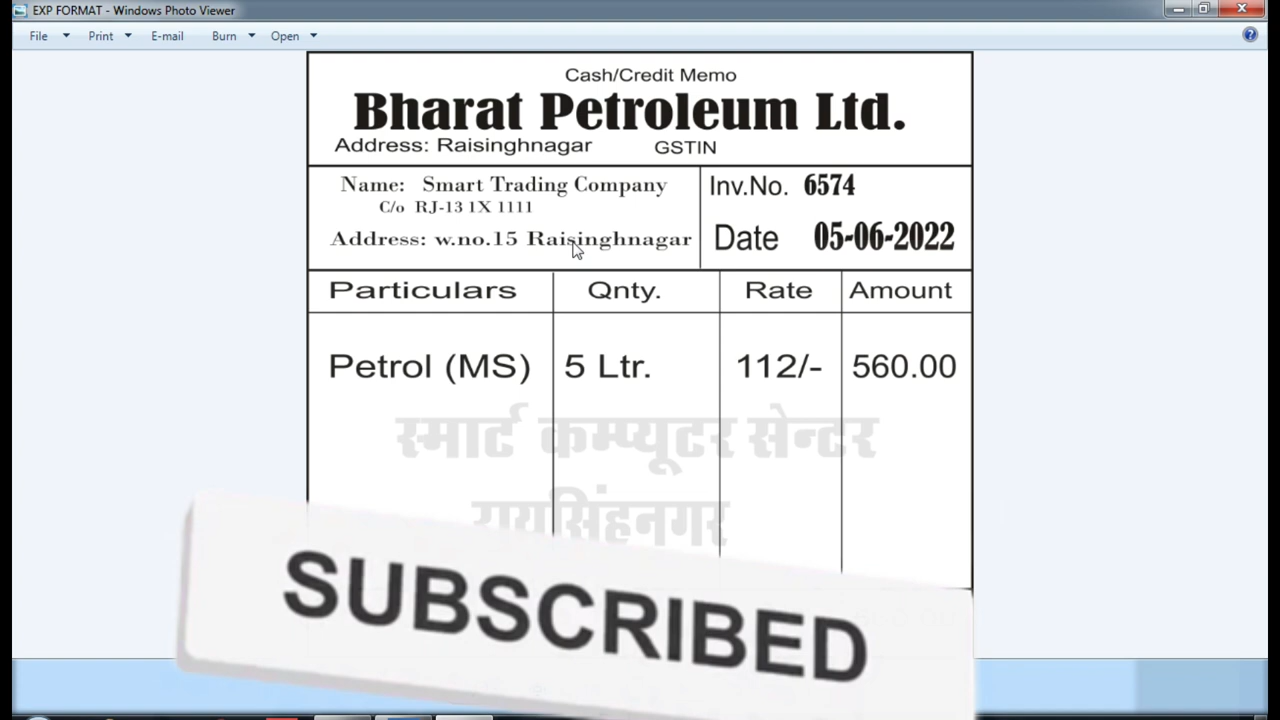 EXP FORMAT - Windows Photo Viewer
File Print E-mail Burn Open
Cash/Credit Memo
Bharat Petroleum Ltd.
Address: Raisinghnagar GSTIN
Name: Smart Trading Company
C/o RJ-13 1X 1111
Address: w.no.15 Raisinghnagar
Inv.No. 6574
Date 05-06-2022
Particulars Qnty. Rate Amount
Petrol (MS) 5 Ltr. 112/- 560.00
स्मार्ट कम्प्यूटर सेन्टर
रायसिंहनगर
SUBSCRIBED